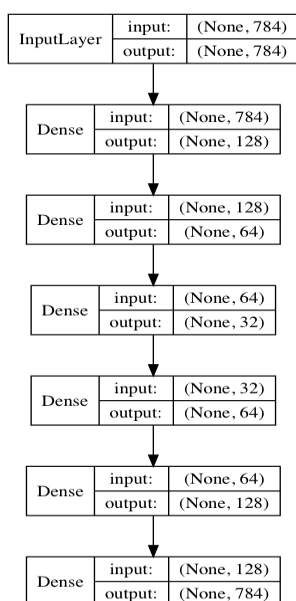 InputLayer
input: (None, 784)
output: (None, 784)
Dense
input: (None, 784)
output: (None, 128)
Dense
input: (None, 128)
output: (None, 64)
Dense
input: (None, 64)
output: (None, 32)
Dense
input: (None, 32)
output: (None, 64)
Dense
input: (None, 64)
output: (None, 128)
Dense
input: (None, 128)
output: (None, 784)